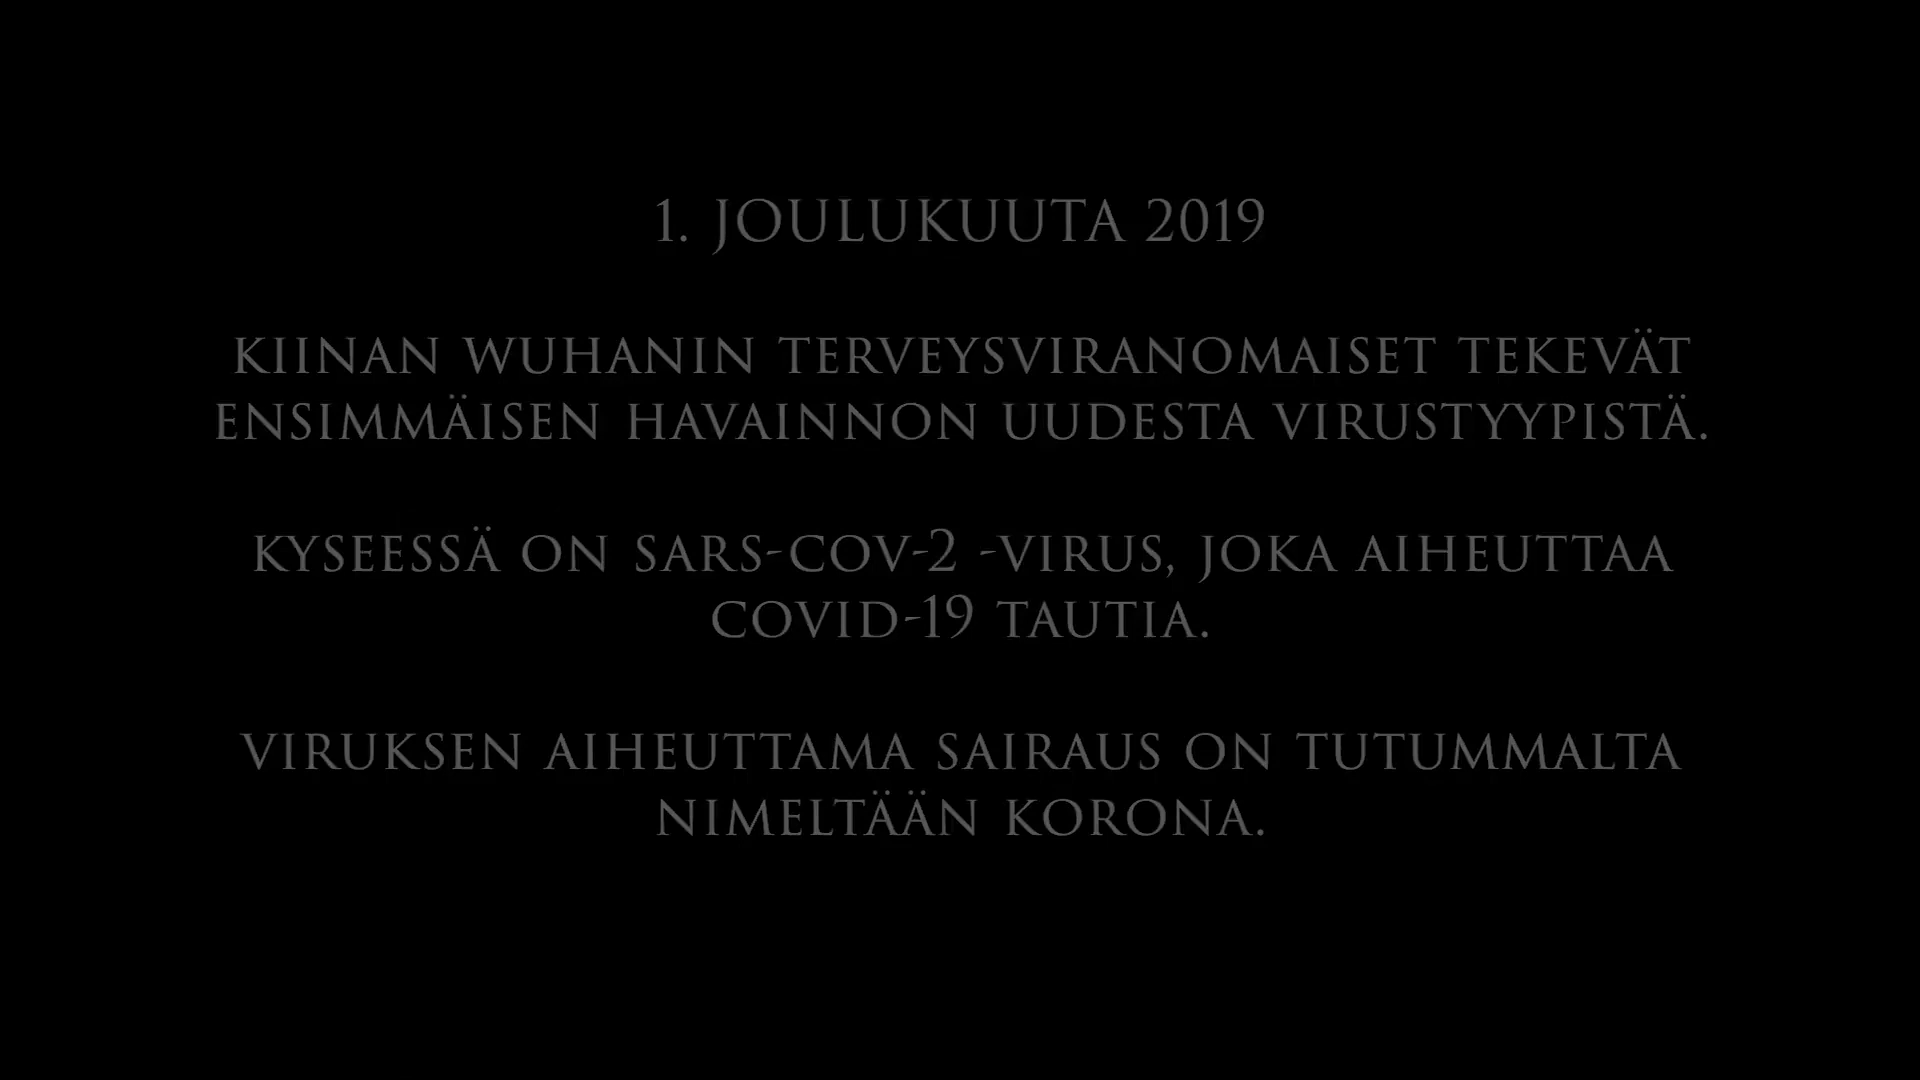 1. JOULUKUUTA 2019
KIINAN WUHANIN TERVEYSVIRANOMAISET TEKEVÄT
ENSIMMÄISEN HAVAINNON UUDESTA VIRUSTYYPISTÄ.
KYSEESSÄ ON SARS-COV-2 -VIRUS, JOKA AIHEUTTAA
COVID-19 TAUTIA.
VIRUKSEN AIHEUTTAMA SAIRAUS ON TUTUMMALTA
NIMELTÄÄN KORONA.